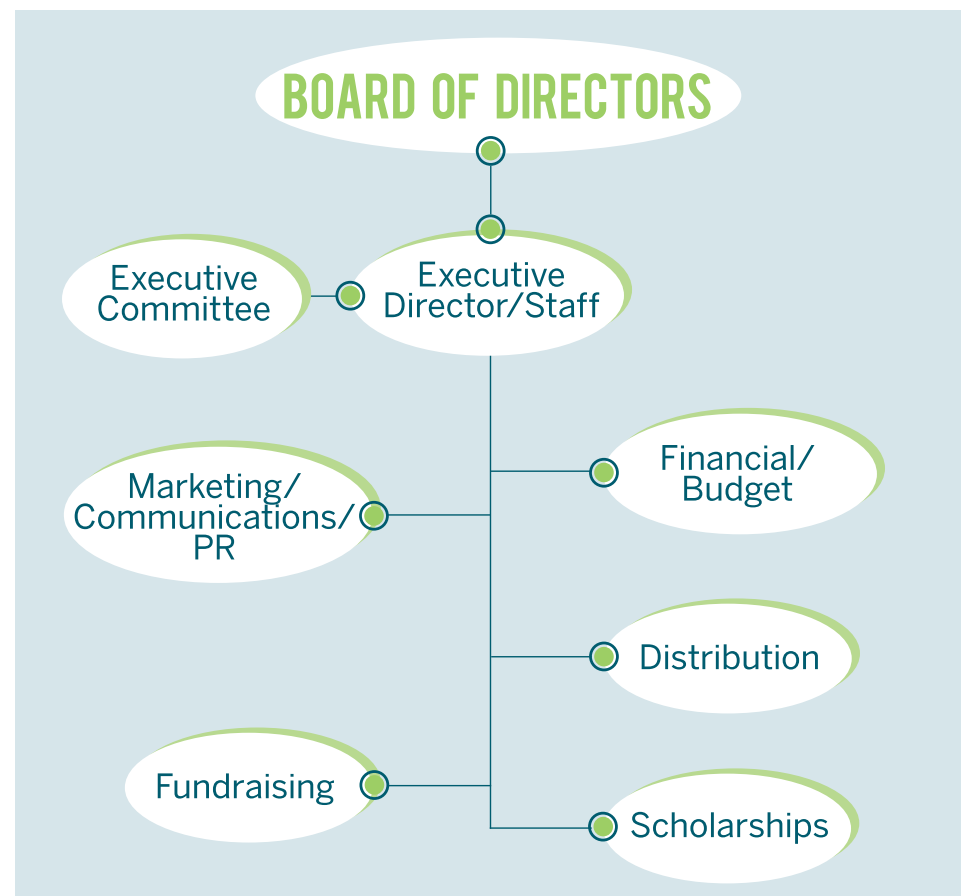 BOARD OF DIRECTORS
Executive
Committee
Executive
Director/Staff
Financial/
Budget
Marketing/
Communications/
PR
Distribution
Fundraising
Scholarships